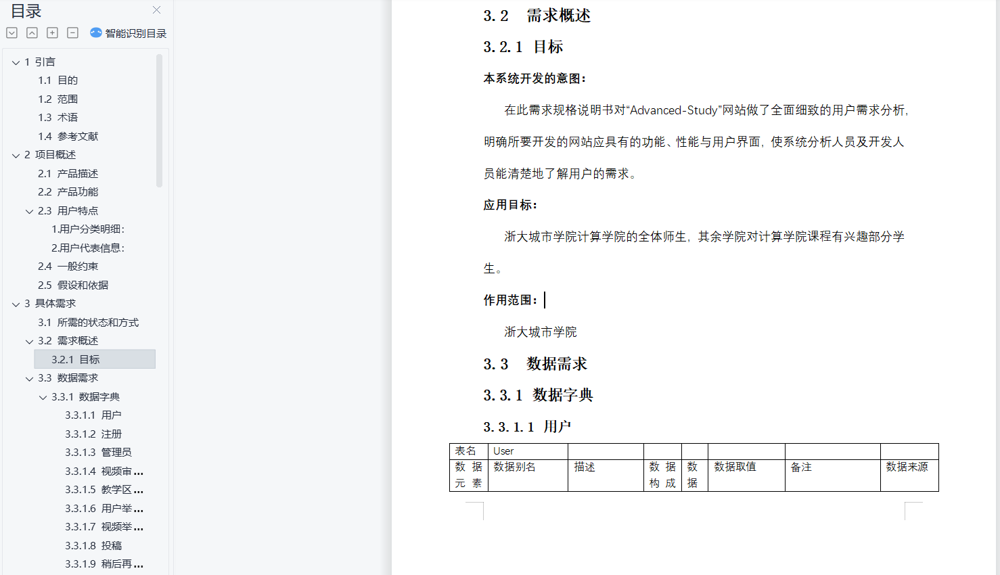 目录
智能识别目录
1 引言
1.1 目的
1.2 范围
1.3 术语
1.4 参考文献
2 项目概述
2.1 产品描述
2.2 产品功能
2.3 用户特点
1.用户分类明细：
2.用户代表信息：
2.4 一般约束
2.5 假设和依据
3 具体需求
3.1 所需的状态和方式
3.2 需求概述
3.2.1 目标
3.3 数据需求
3.3.1 数据字典
3.3.1.1 用户
3.3.1.2 注册
3.3.1.3 管理员
3.3.1.4 视频审...
3.3.1.5 教学区...
3.3.1.6 用户举...
3.3.1.7 视频举...
3.3.1.8 投稿
3.3.1.9 稍后再...
3.2 需求概述
3.2.1 目标
本系统开发的意图：
在此需求规格说明书对“Advanced-Study”网站做了全面细致的用户需求分析，
明确所要开发的网站应具有的功能、性能与用户界面，使系统分析人员及开发人
员能清楚地了解用户的需求。
应用目标：
浙大城市学院计算学院的全体师生，其余学院对计算学院课程有兴趣部分学
生。
作用范围：
浙大城市学院
3.3 数据需求
3.3.1 数据字典
3.3.1.1 用户
表名 User
数据 数据别名 描述 数据 数 数据取值 备注 数据来源
元素 构成 据